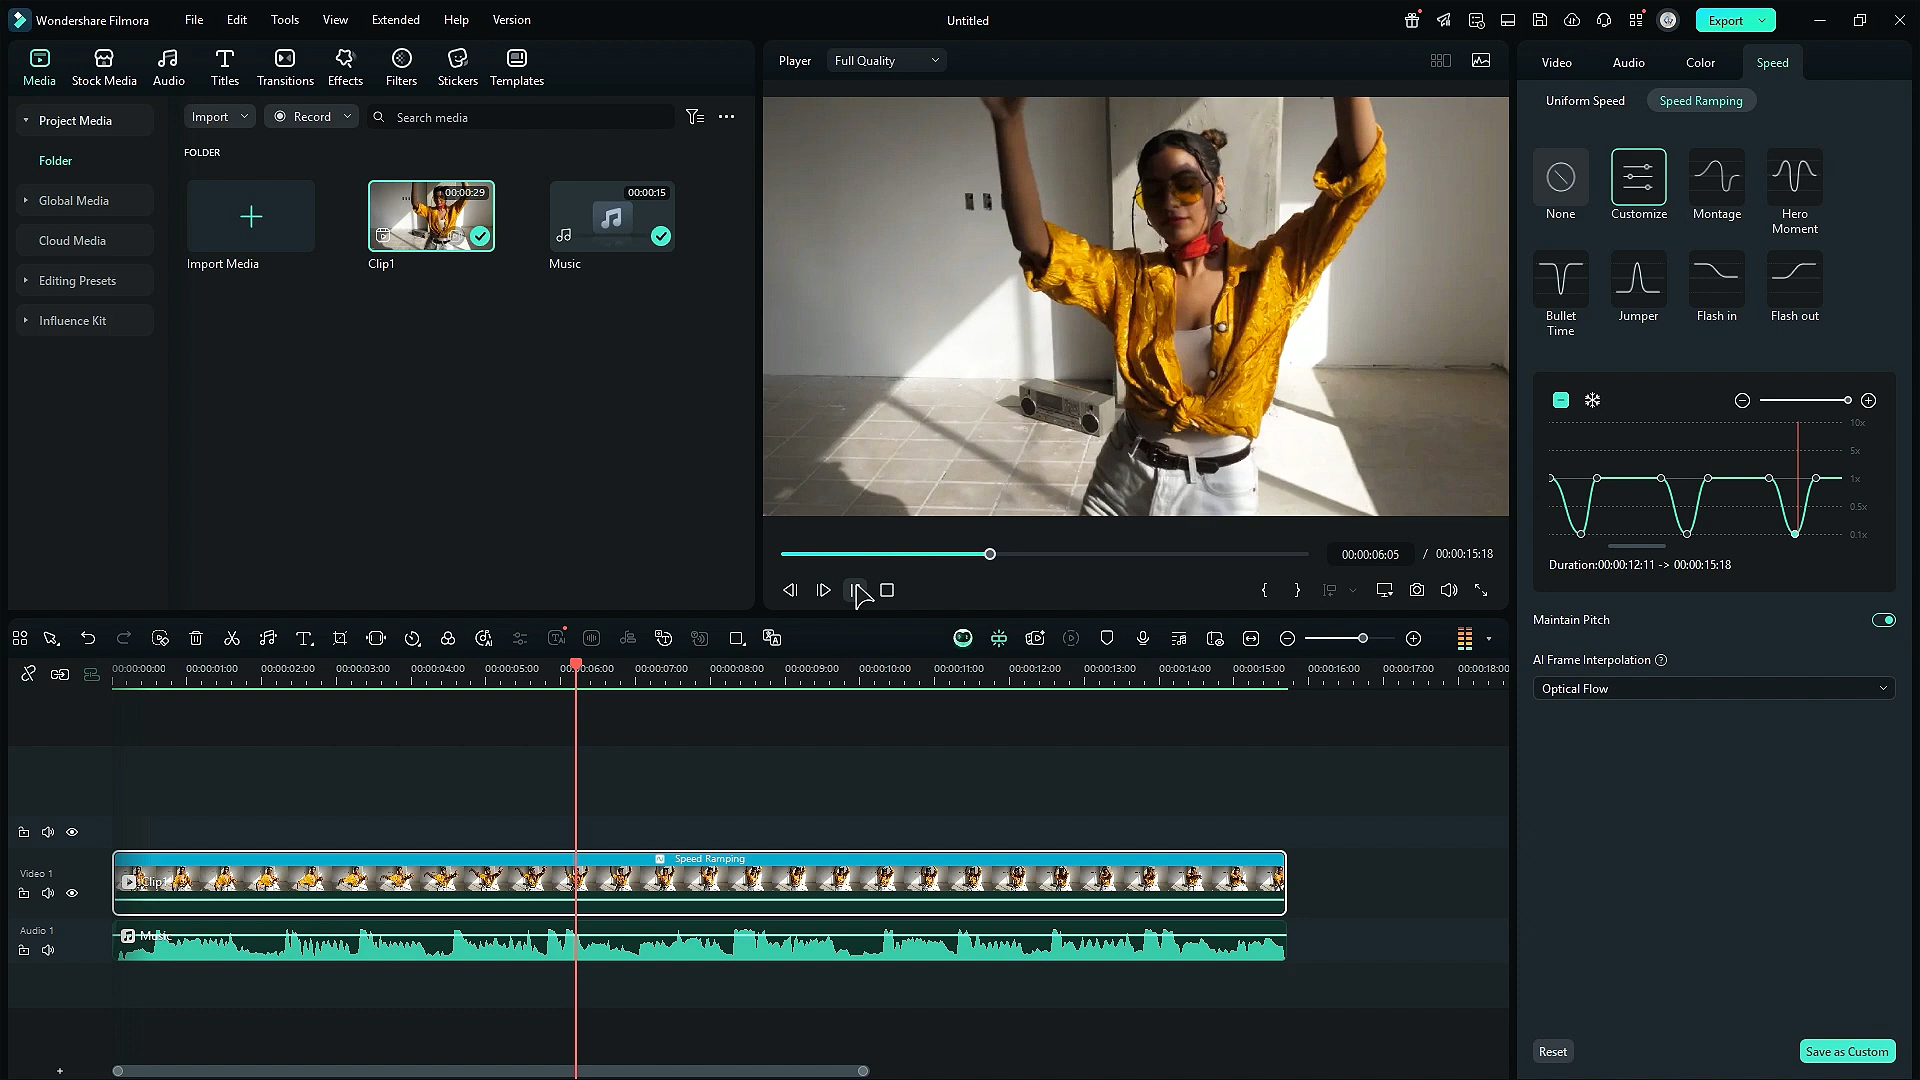 Wondershare Filmora
File Edit Tools View Extended Help Version
Untitled
Export
Media Stock Media Audio Titles Transitions Effects Filters Stickers Templates
Project Media
Folder
Global Media
Cloud Media
Editing Presets
Influence Kit
Import
Record
Search media
FOLDER
Import Media
00:00:29
Clip1
00:00:15
Music
Player
Full Quality
00:00:06:05 / 00:00:15:18
Video Audio Color Speed
Uniform Speed
Speed Ramping
None
Customize
Montage
Hero
Moment
Bullet
Time
Jumper
Flash in
Flash out
10x
5x
1x
0.5x
0.1x
Duration:00:00:12:11 -> 00:00:15:18
Maintain Pitch
AI Frame Interpolation
Optical Flow
Reset
Save as Custom
00:00:00:00 00:00:01:00 00:00:02:00 00:00:03:00 00:00:04:00 00:00:05:00 00:00:06:00 00:00:07:00 00:00:08:00 00:00:09:00 00:00:10:00 00:00:11:00 00:00:12:00 00:00:13:00 00:00:14:00 00:00:15:00 00:00:16:00 00:00:17:00 00:00:18:00
Speed Ramping
Video 1
Clip1
Audio 1
Music